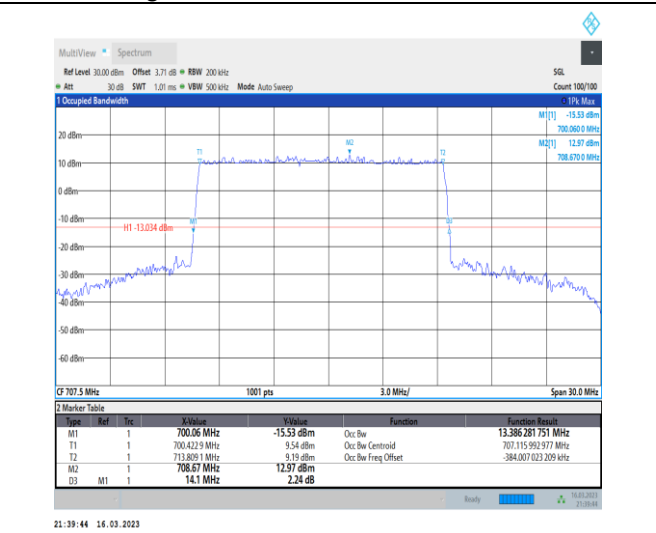 MultiView Spectrum
Ref Level 30.00 dBm Offset 3.71 dB RBW 200 kHz SGL
Att 30 dB SWT 1.01 ms VBW 500 kHz Mode Auto Sweep Count 100/100
1 Occupied Bandwidth 1Pk Max
M1[1] -15.53 dBm
700.060 0 MHz
M2[1] 12.97 dBm
708.670 0 MHz
20 dBm
M2
T1 T2
10 dBm
0 dBm
-10 dBm
M1
H1 -13.034 dBm
-20 dBm
-30 dBm
-40 dBm
-50 dBm
-60 dBm
CF 707.5 MHz 1001 pts 3.0 MHz/ Span 30.0 MHz
2 Marker Table
Type Ref Trc X-Value Y-Value Function Function Result
M1 1 700.06 MHz -15.53 dBm Occ Bw 13.386 281 751 MHz
T1 1 700.422 9 MHz 9.54 dBm Occ Bw Centroid 707.115 992 977 MHz
T2 1 713.809 1 MHz 9.19 dBm Occ Bw Freq Offset -384.007 023 209 kHz
M2 1 708.67 MHz 12.97 dBm
D3 M1 1 14.1 MHz 2.24 dB
Ready 16.03.2023
21:39:44
21:39:44 16.03.2023